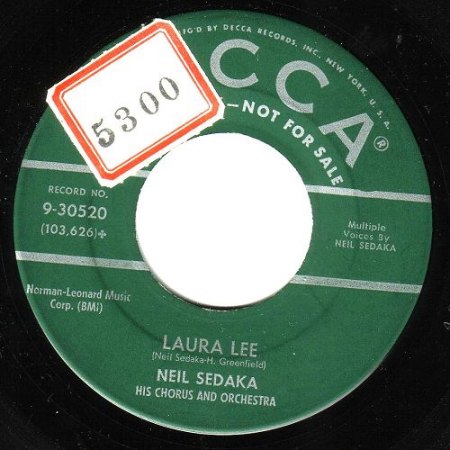 MFG'D BY DECCA RECORDS, INC., NEW YORK, U. S. A.
CCA®
—NOT FOR SALE
5300
RECORD NO.
9-30520
(103,626)✢
Multiple
Voices By
NEIL SEDAKA
Norman-Leonard Music
Corp. (BMI)
LAURA LEE
(Neil Sedaka-H. Greenfield)
NEIL SEDAKA
HIS CHORUS AND ORCHESTRA